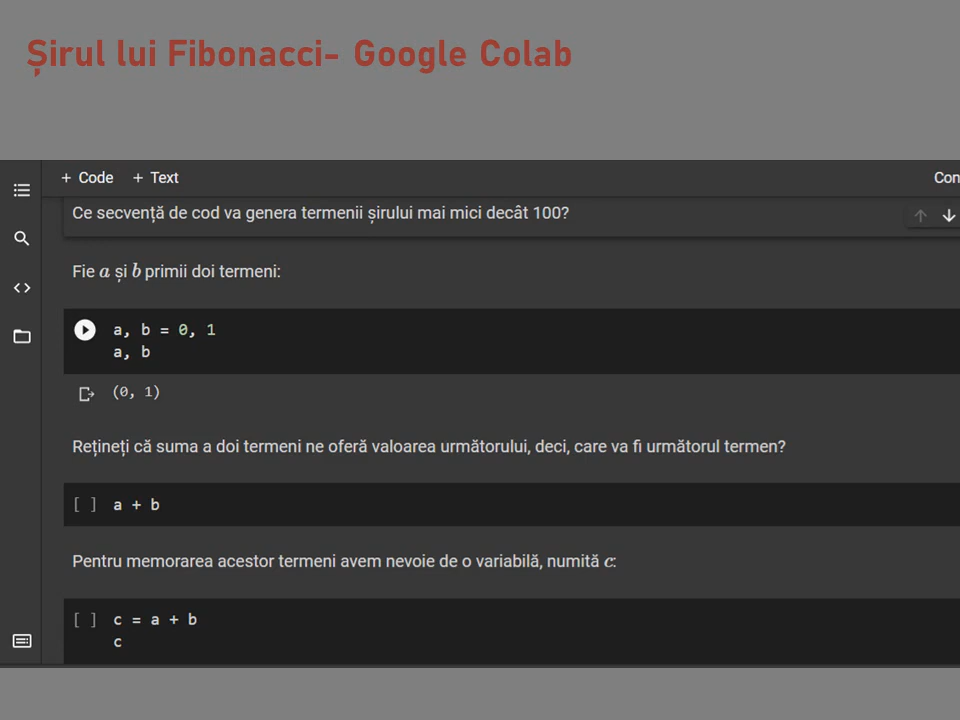 Șirul lui Fibonacci- Google Colab
+ Code + Text
Con
Ce secvență de cod va genera termenii șirului mai mici decât 100?
Fie a și b primii doi termeni:
a, b = 0, 1
a, b
(0, 1)
Rețineți că suma a doi termeni ne oferă valoarea următorului, deci, care va fi următorul termen?
[ ] a + b
Pentru memorarea acestor termeni avem nevoie de o variabilă, numită c:
[ ] c = a + b
c